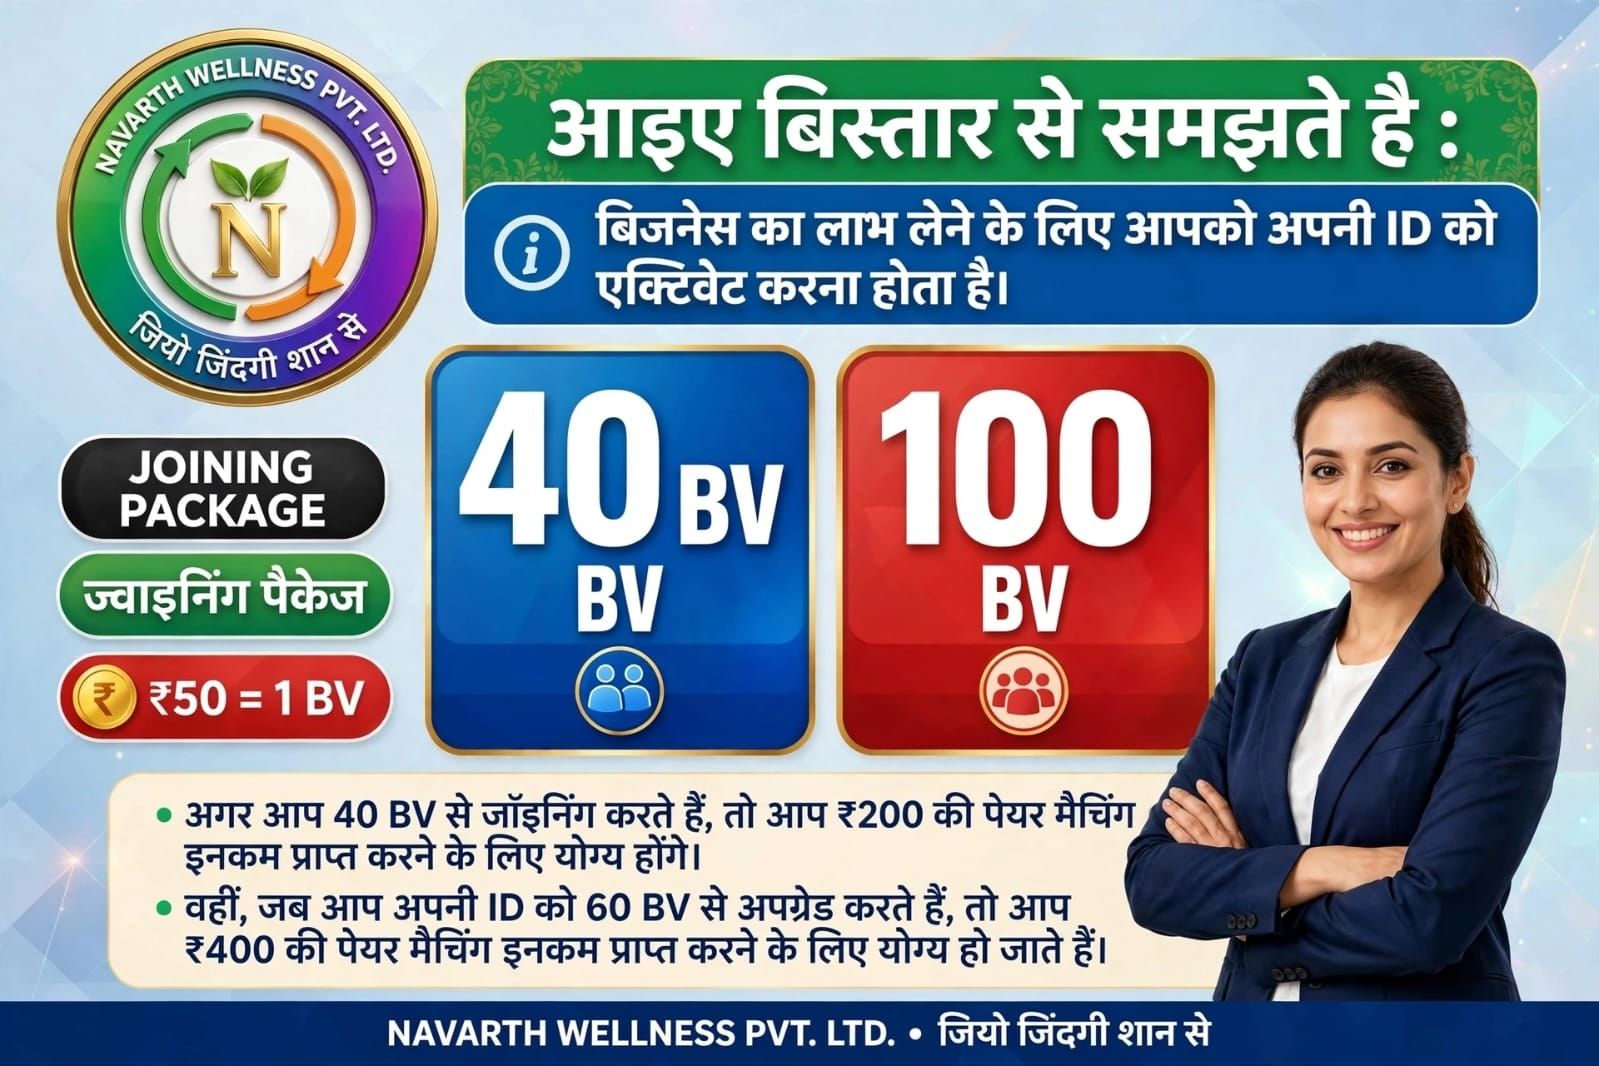 NAVARTH WELLNESS PVT. LTD.
N
जियो जिंदगी शान से
आइए बिस्तार से समझते है :
i
बिजनेस का लाभ लेने के लिए आपको अपनी ID को
एक्टिवेट करना होता है।
JOINING
PACKAGE
ज्वाइनिंग पैकेज
₹ ₹50 = 1 BV
40 BV
BV
100
BV
• अगर आप 40 BV से जॉइनिंग करते हैं, तो आप ₹200 की पेयर मैचिंग
इनकम प्राप्त करने के लिए योग्य होंगे।
• वहीं, जब आप अपनी ID को 60 BV से अपग्रेड करते हैं, तो आप
₹400 की पेयर मैचिंग इनकम प्राप्त करने के लिए योग्य हो जाते हैं।
NAVARTH WELLNESS PVT. LTD. • जियो जिंदगी शान से